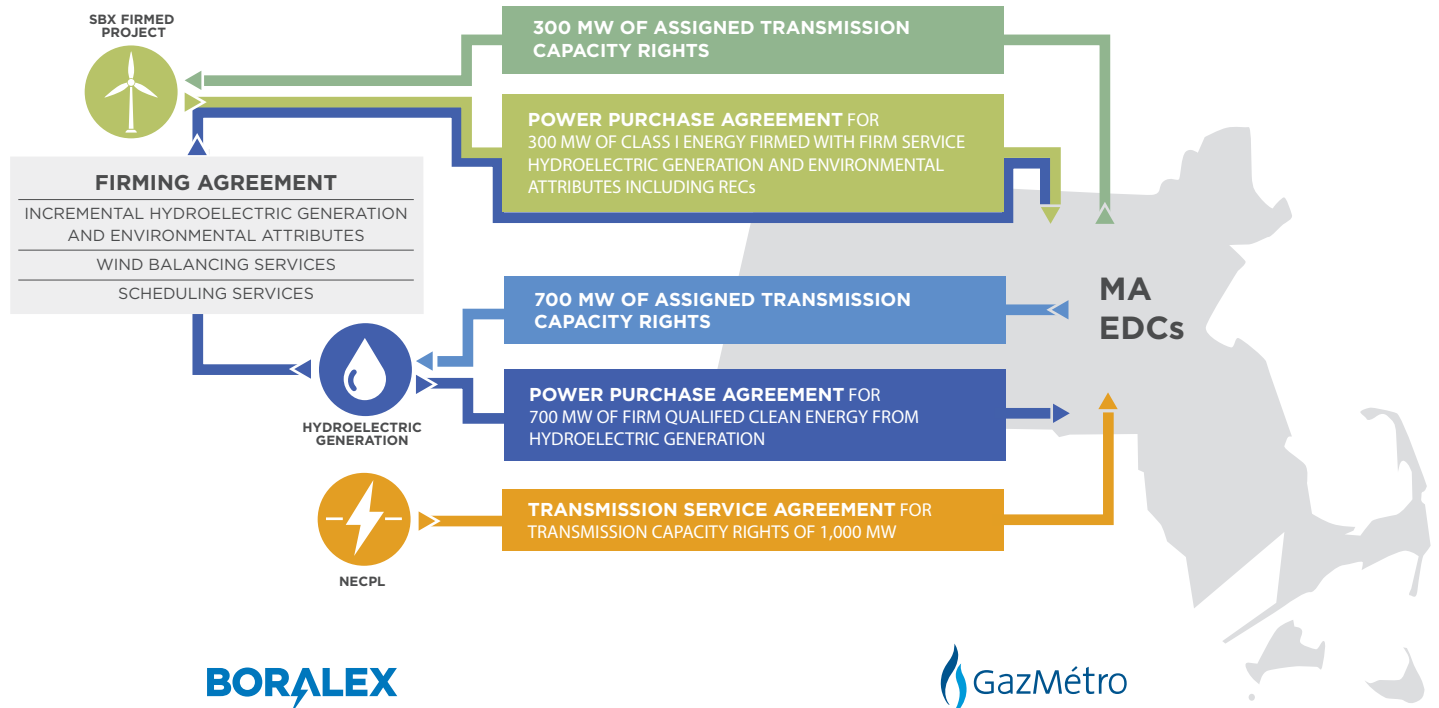 SBX FIRMED
PROJECT
300 MW OF ASSIGNED TRANSMISSION
CAPACITY RIGHTS
POWER PURCHASE AGREEMENT FOR
300 MW OF CLASS I ENERGY FIRMED WITH FIRM SERVICE
HYDROELECTRIC GENERATION AND ENVIRONMENTAL
ATTRIBUTES INCLUDING RECs
FIRMING AGREEMENT
INCREMENTAL HYDROELECTRIC GENERATION
AND ENVIRONMENTAL ATTRIBUTES
WIND BALANCING SERVICES
SCHEDULING SERVICES
700 MW OF ASSIGNED TRANSMISSION
CAPACITY RIGHTS
MA
EDCs
HYDROELECTRIC
GENERATION
POWER PURCHASE AGREEMENT FOR
700 MW OF FIRM QUALIFED CLEAN ENERGY FROM
HYDROELECTRIC GENERATION
TRANSMISSION SERVICE AGREEMENT FOR
TRANSMISSION CAPACITY RIGHTS OF 1,000 MW
NECPL
BORALEX
GazMétro